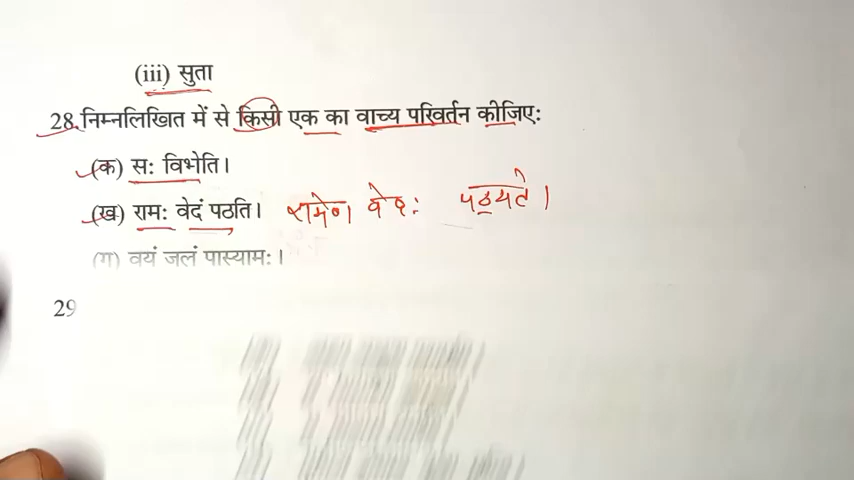 (iii) सुता
28. निम्नलिखित में से किसी एक का वाच्य परिवर्तन कीजिए:
(क) सः विभेति।
(ख) रामः वेदं पठति। रामेण वेदः पठ्यते।
(ग) वयं जलं पास्यामः।
29